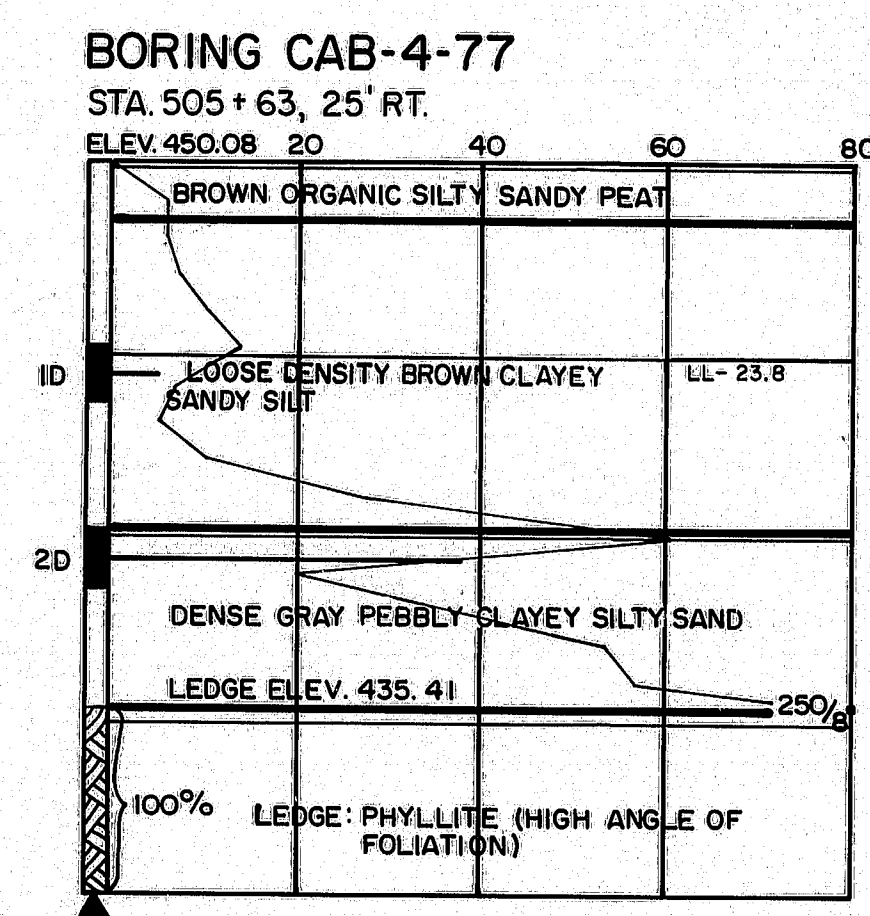 BORING CAB-4-77
STA. 505+63, 25' RT.
ELEV. 450.08 20 40 60 80
BROWN ORGANIC SILTY SANDY PEAT
1D LOOSE DENSITY BROWN CLAYEY LL- 23.8
SANDY SILT
2D
DENSE GRAY PEBBLY CLAYEY SILTY SAND
LEDGE ELEV. 435.41
250/8"
100% LEDGE: PHYLLITE (HIGH ANGLE OF
FOLIATION)